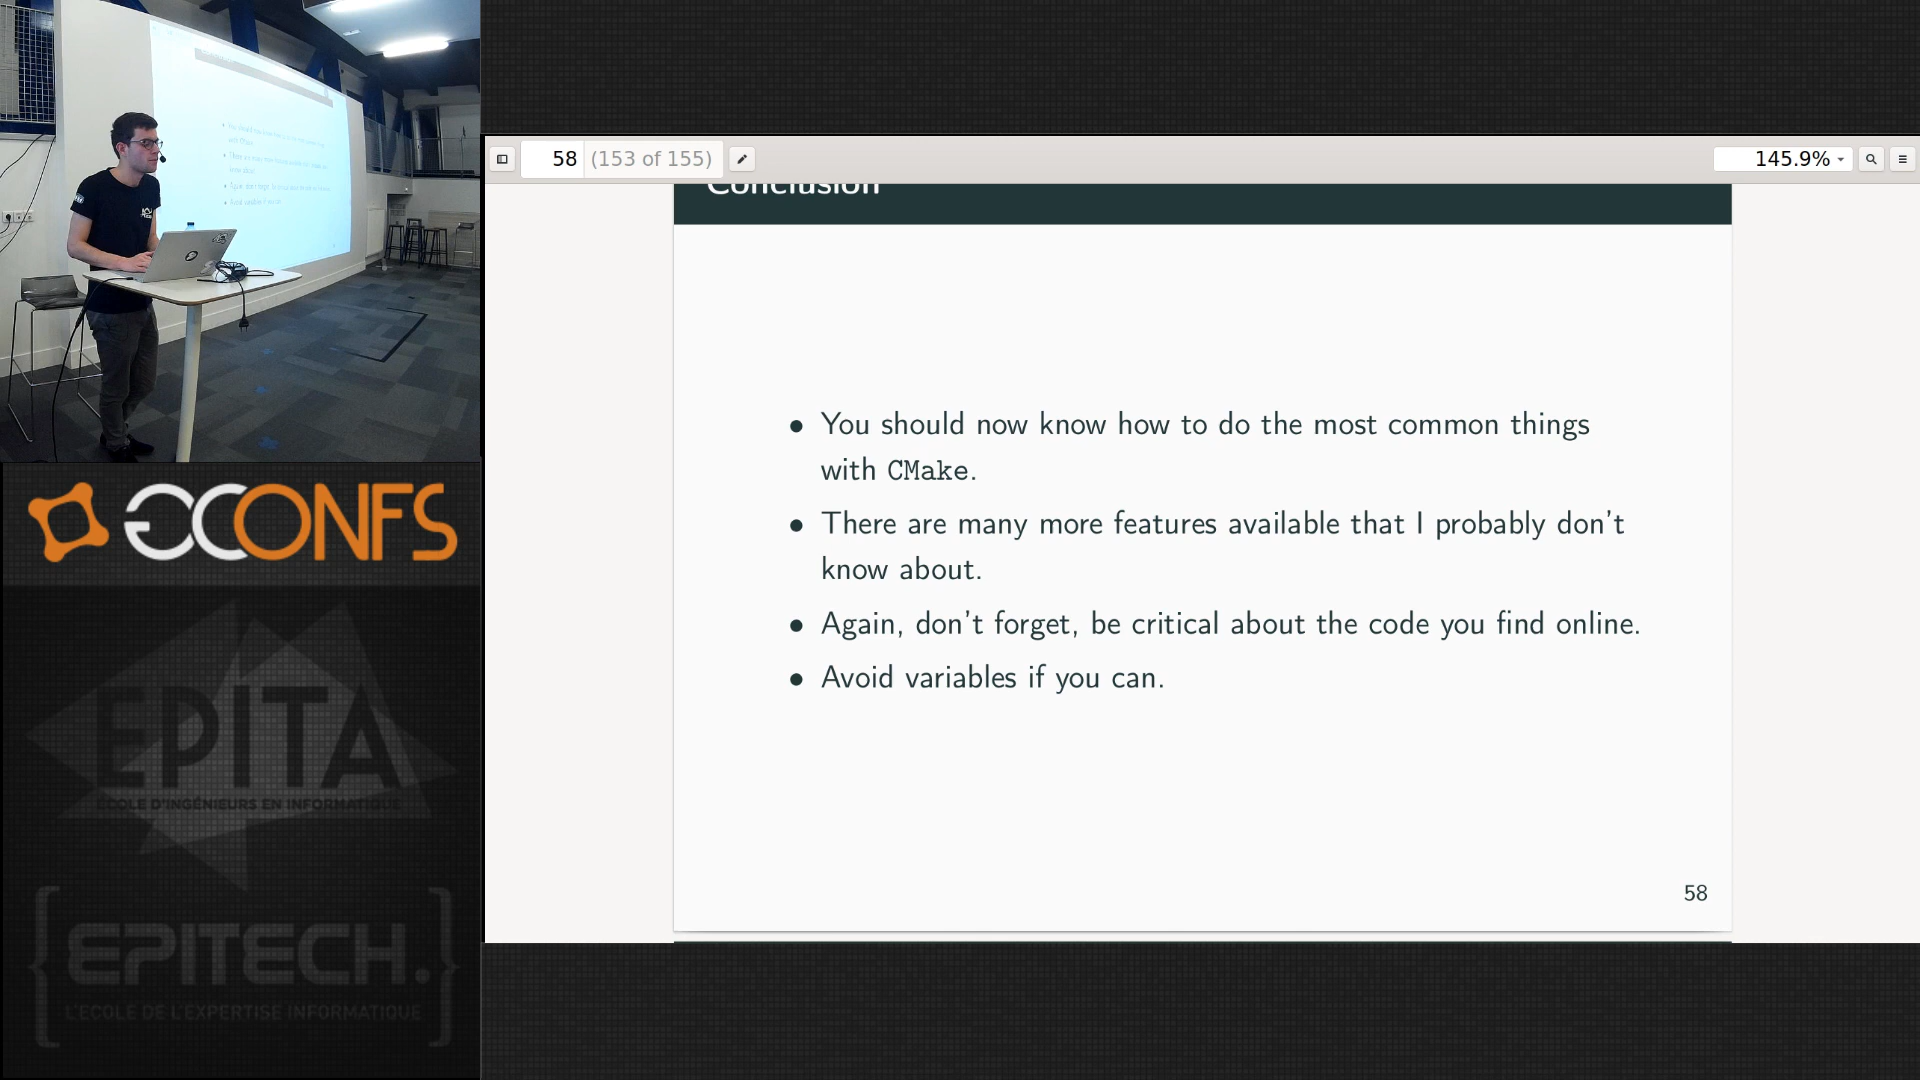 58 (153 of 155)
145.9%
Conclusion
• You should now know how to do the most common things
with CMake.
• There are many more features available that I probably don't
know about.
• Again, don't forget, be critical about the code you find online.
• Avoid variables if you can.
58
CONFS
EPITA
ÉCOLE D'INGÉNIEURS EN INFORMATIQUE
{EPITECH.}
L'ECOLE DE L'EXPERTISE INFORMATIQUE